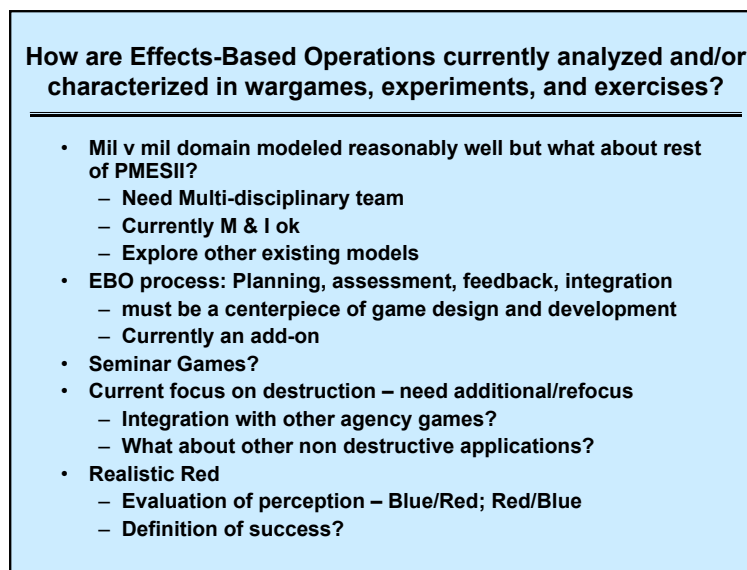 How are Effects-Based Operations currently analyzed and/or
characterized in wargames, experiments, and exercises?
• Mil v mil domain modeled reasonably well but what about rest
of PMESII?
– Need Multi-disciplinary team
– Currently M & I ok
– Explore other existing models
• EBO process: Planning, assessment, feedback, integration
– must be a centerpiece of game design and development
– Currently an add-on
• Seminar Games?
• Current focus on destruction – need additional/refocus
– Integration with other agency games?
– What about other non destructive applications?
• Realistic Red
– Evaluation of perception – Blue/Red; Red/Blue
– Definition of success?